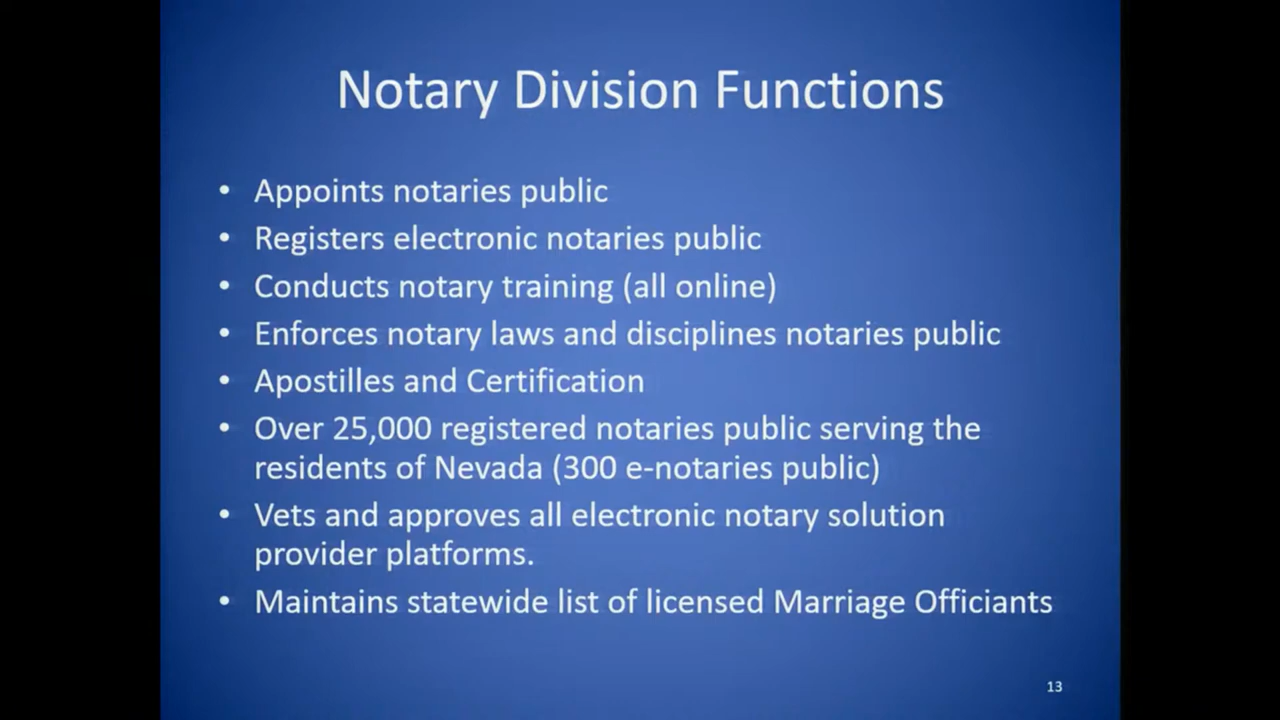 Notary Division Functions
• Appoints notaries public
• Registers electronic notaries public
• Conducts notary training (all online)
• Enforces notary laws and disciplines notaries public
• Apostilles and Certification
• Over 25,000 registered notaries public serving the
residents of Nevada (300 e-notaries public)
• Vets and approves all electronic notary solution
provider platforms.
• Maintains statewide list of licensed Marriage Officiants
13